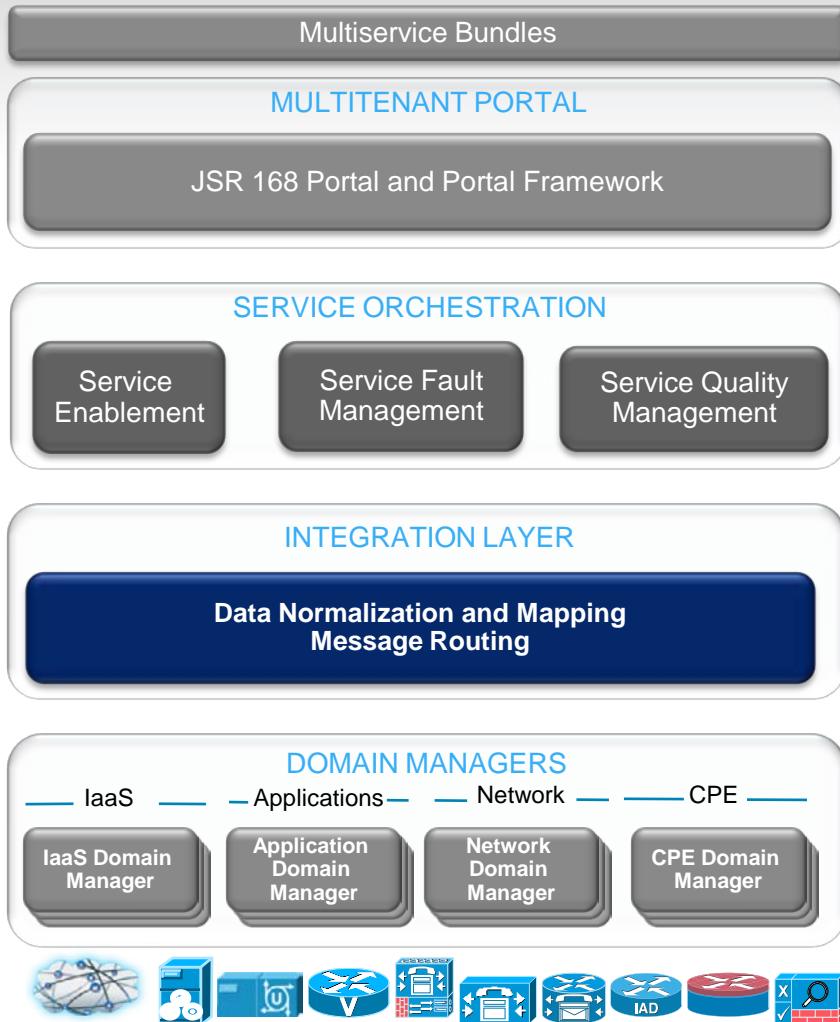 Multiservice Bundles
MULTITENANT PORTAL
JSR 168 Portal and Portal Framework
SERVICE ORCHESTRATION
Service
Enablement
Service Fault
Management
Service Quality
Management
INTEGRATION LAYER
Data Normalization and Mapping
Message Routing
DOMAIN MANAGERS
IaaS
Applications
Network
CPE
IaaS Domain
Manager
Application
Domain
Manager
Network
Domain
Manager
CPE Domain
Manager
U
V
IAD
X